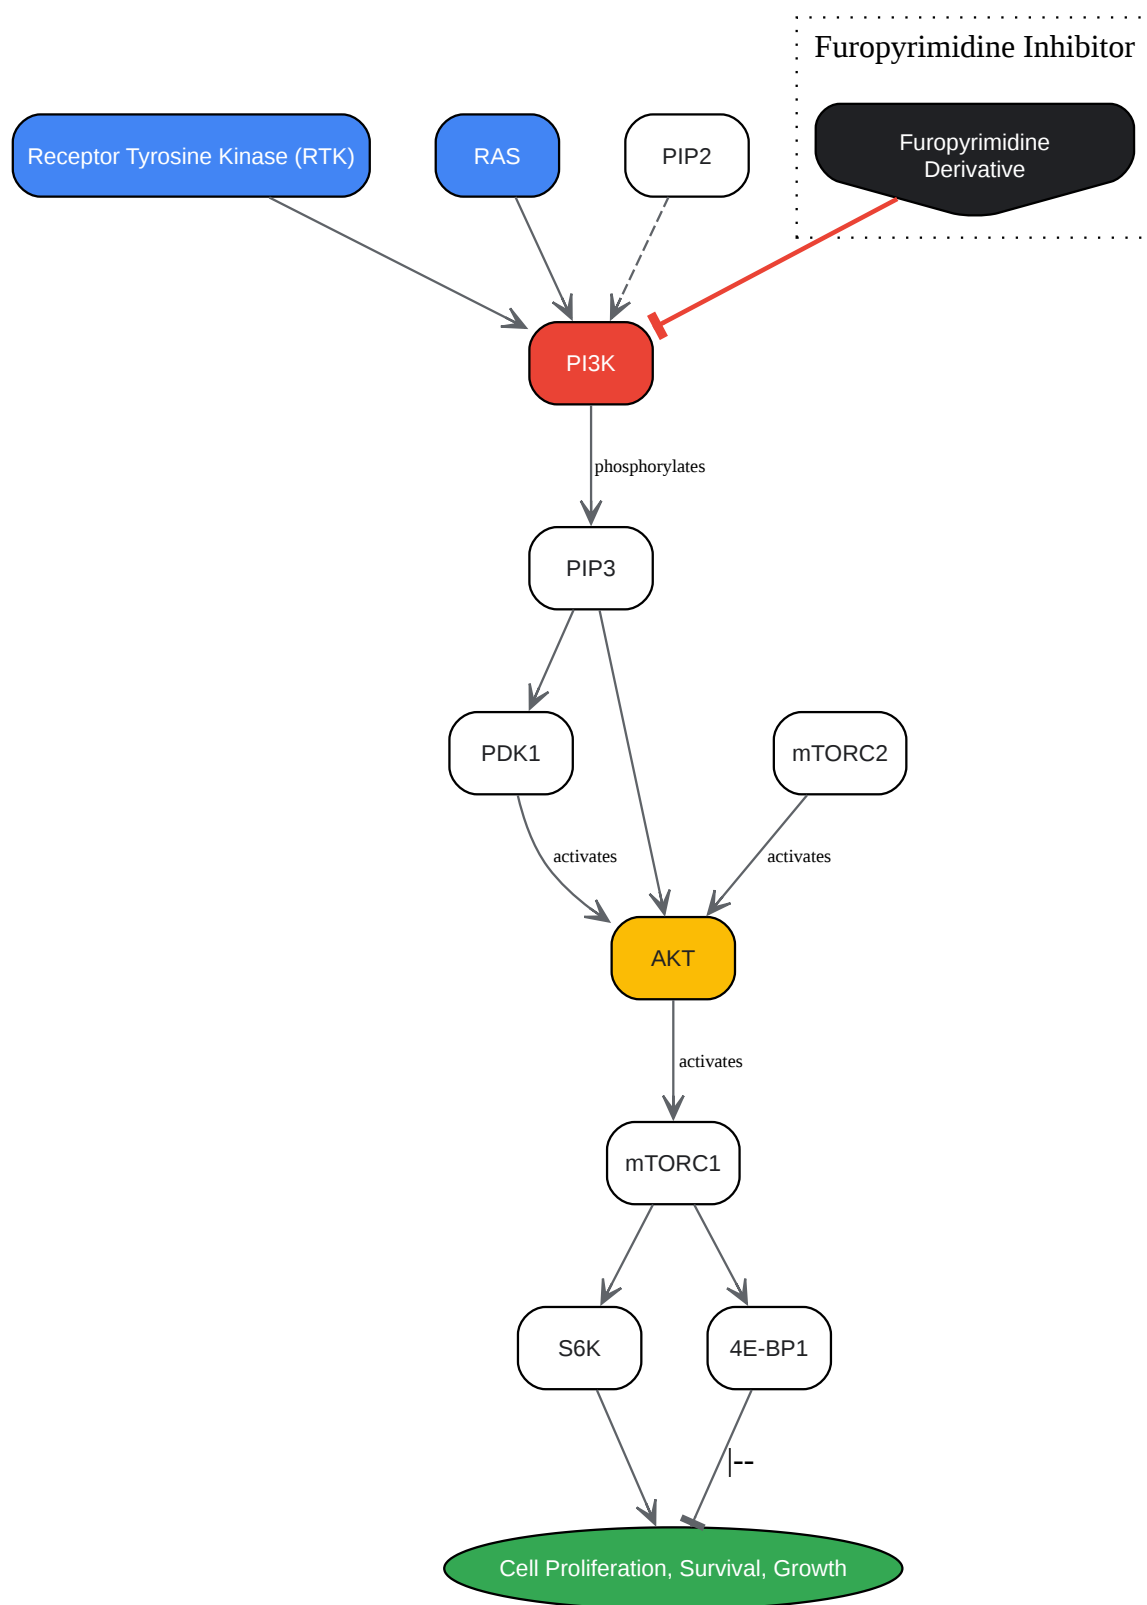 Furopyrimidine Inhibitor
Receptor Tyrosine Kinase (RTK)
RAS
PIP2
Furopyrimidine
Derivative
PI3K
phosphorylates
PIP3
PDK1
mTORC2
activates
activates
AKT
activates
mTORC1
S6K
4E-BP1
|--
Cell Proliferation, Survival, Growth